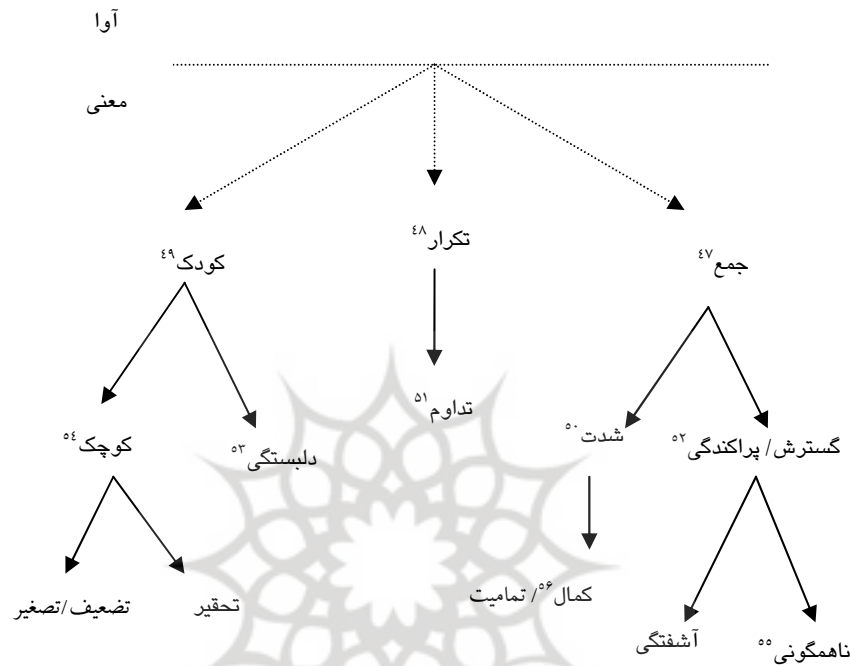 آوا
معنی
تکرار۴۸
جمع۴۷
کودک۴۹
تداوم۵۱
گسترش/ پراکندگی۵۲
شدت۵۰
دلبستگی۵۳
کوچک۵۴
کمال۵۶/ تمامیت
تحقیر
تضعیف/تصغیر
ناهمگونی۵۵
آشفتگی